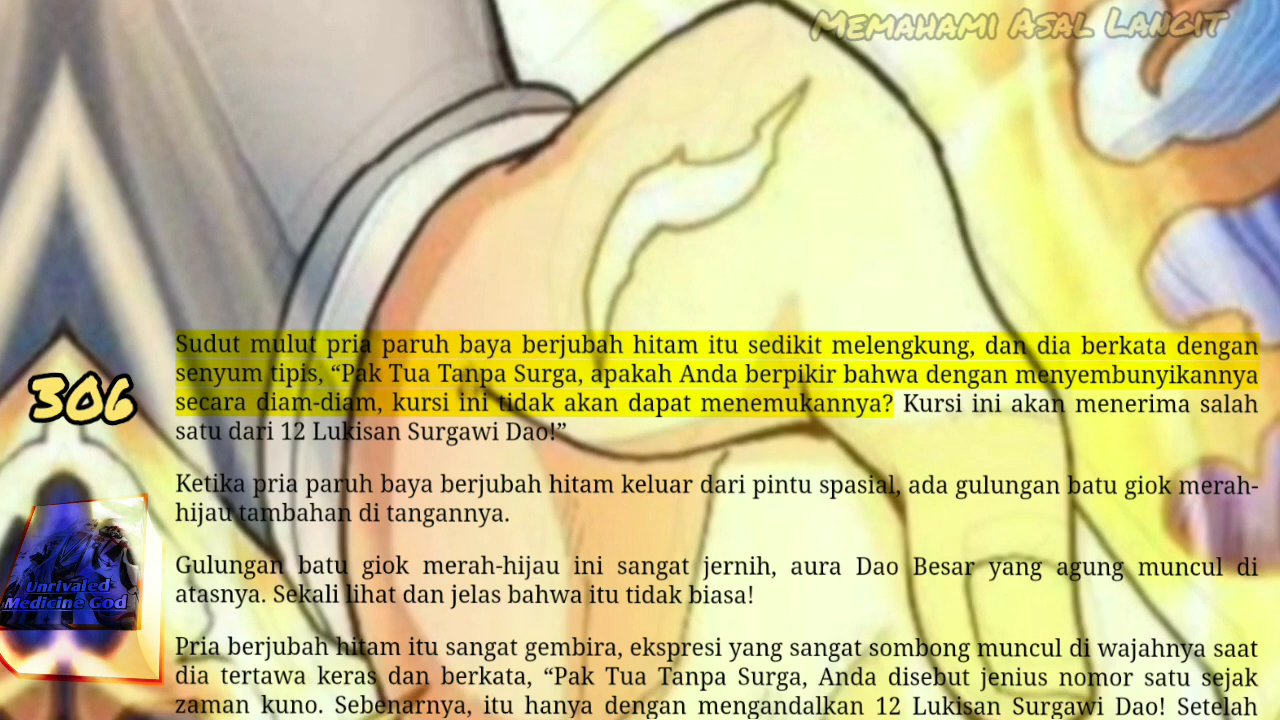 Memahami Asal Langit
Sudut mulut pria paruh baya berjubah hitam itu sedikit melengkung, dan dia berkata dengan
senyum tipis, “Pak Tua Tanpa Surga, apakah Anda berpikir bahwa dengan menyembunyikannya
secara diam-diam, kursi ini tidak akan dapat menemukannya? Kursi ini akan menerima salah
satu dari 12 Lukisan Surgawi Dao!”
306
Ketika pria paruh baya berjubah hitam keluar dari pintu spasial, ada gulungan batu giok merah-
hijau tambahan di tangannya.
Gulungan batu giok merah-hijau ini sangat jernih, aura Dao Besar yang agung muncul di
atasnya. Sekali lihat dan jelas bahwa itu tidak biasa!
Unrivaled
Medicine God
Pria berjubah hitam itu sangat gembira, ekspresi yang sangat sombong muncul di wajahnya saat
dia tertawa keras dan berkata, “Pak Tua Tanpa Surga, Anda disebut jenius nomor satu sejak
zaman kuno. Sebenarnya, itu hanya dengan mengandalkan 12 Lukisan Surgawi Dao! Setelah